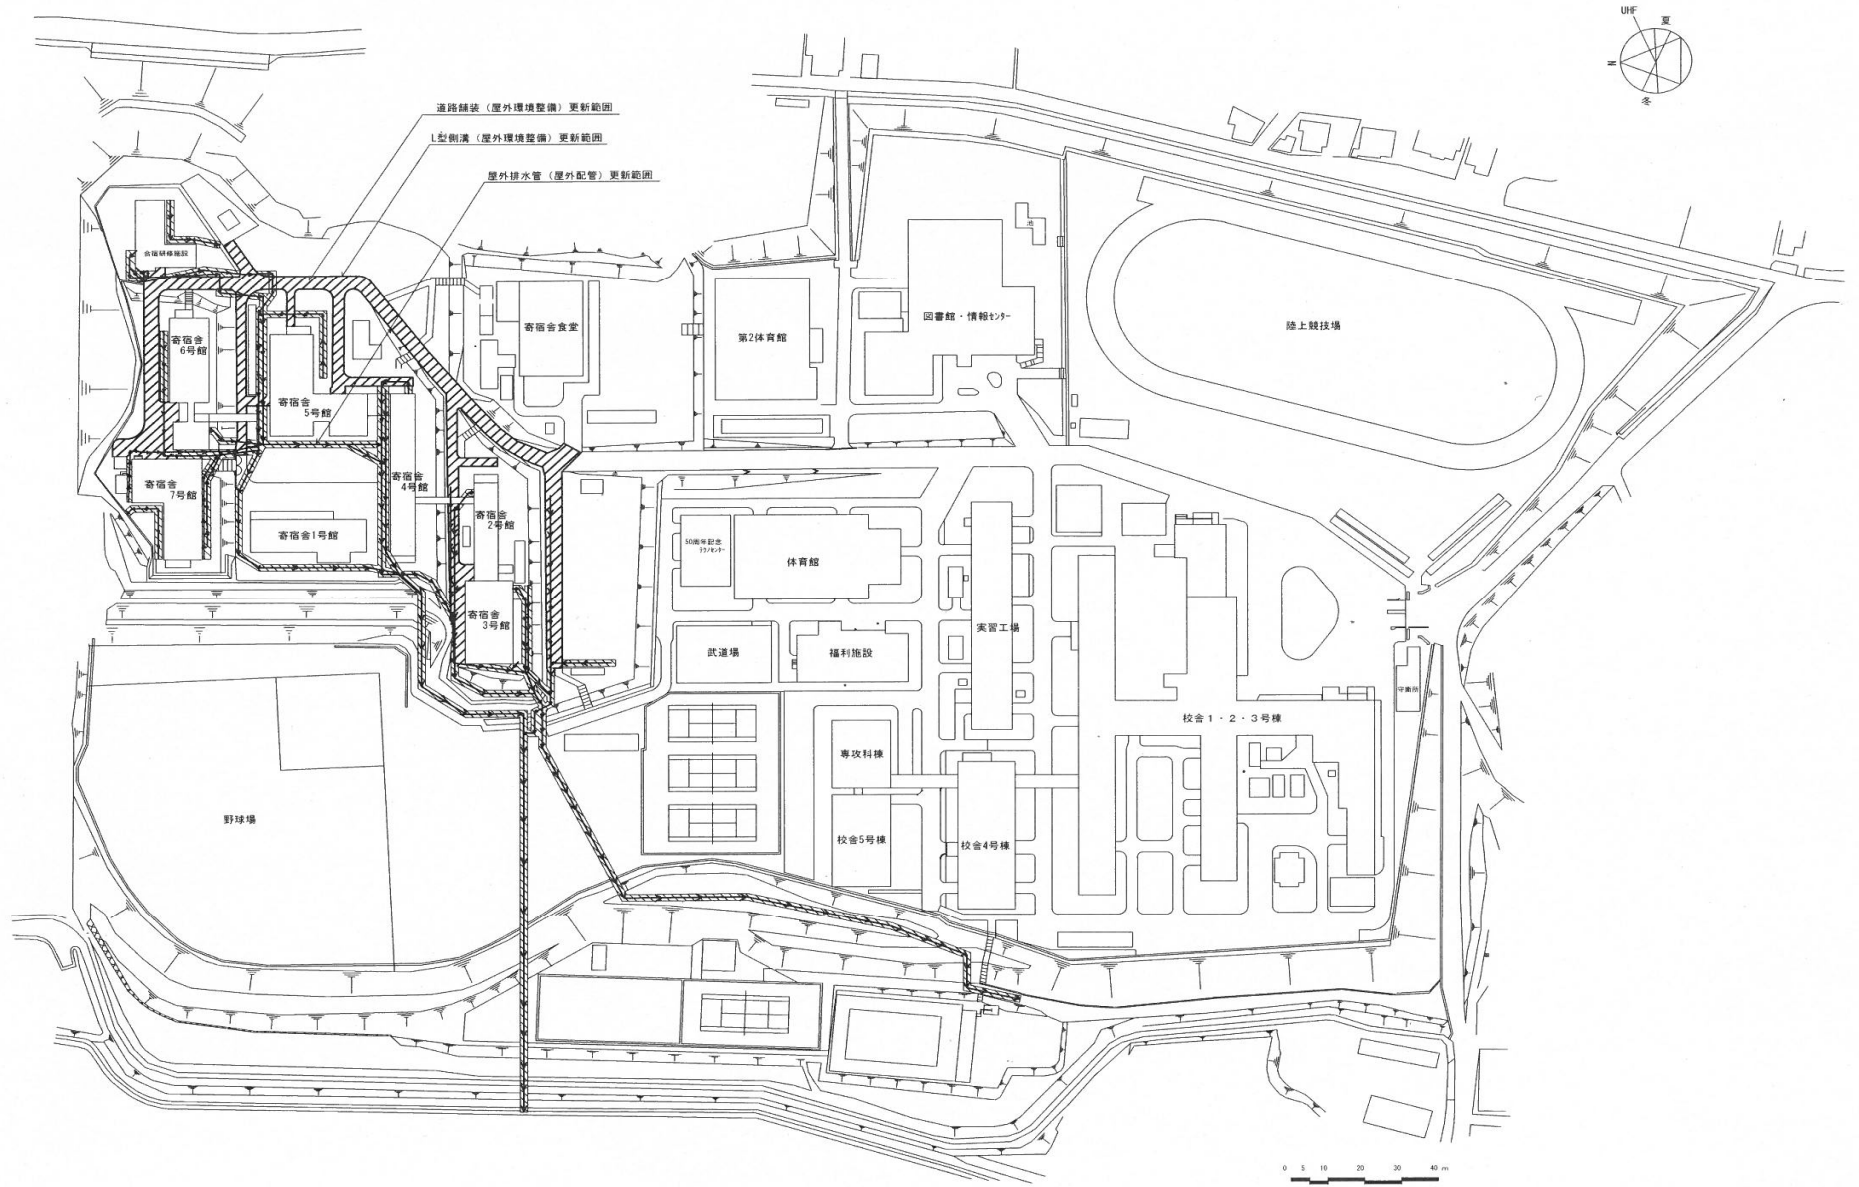 UHF
夏
N
冬
道路舗装（屋外環境整備）更新範囲
L型側溝（屋外環境整備）更新範囲
屋外排水管（屋外配管）更新範囲
合宿研修施設
池
寄宿舎
6号館
寄宿舎食堂
第2体育館
図書館・情報センター
陸上競技場
寄宿舎
5号館
寄宿舎
7号館
寄宿舎
4号館
寄宿舎1号館
寄宿舎
2号館
50周年記念
テクノセンター
体育館
寄宿舎
3号館
実習工場
武道場
福利施設
守衛所
校舎1・2・3号棟
専攻科棟
野球場
校舎5号棟
校舎4号棟
0 5 10 20 30 40 m